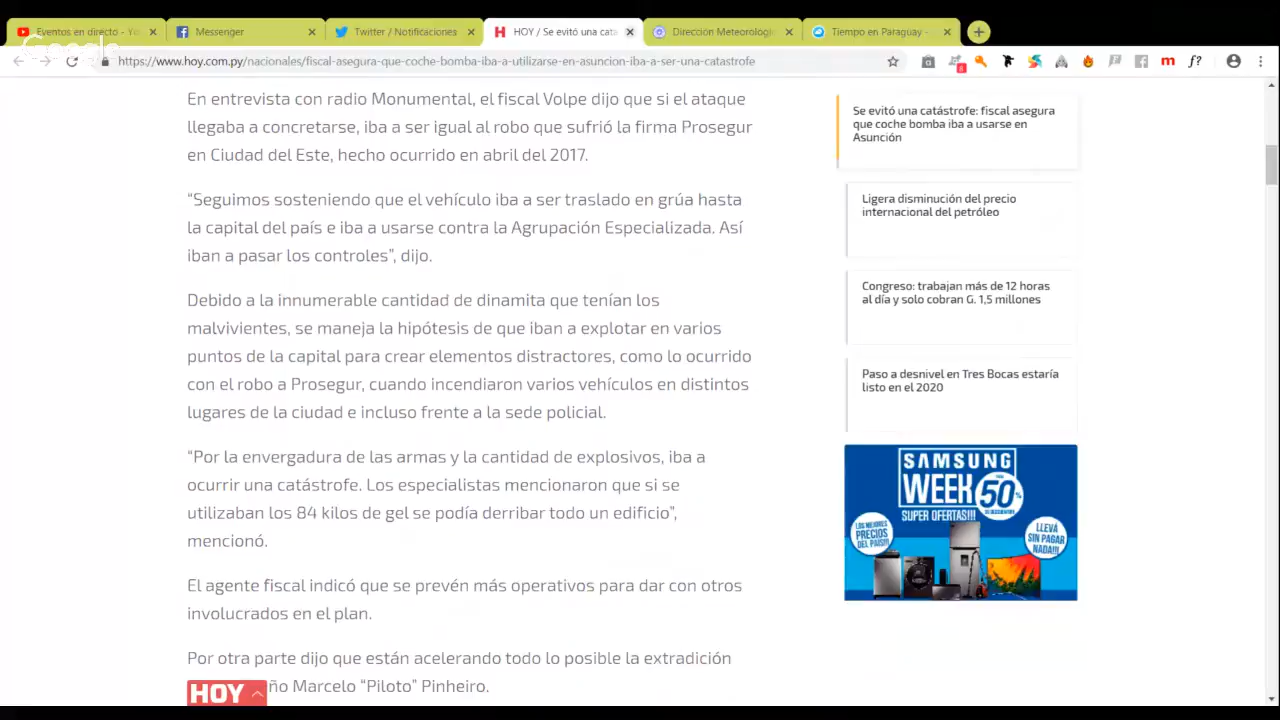 Eventos en directo - Yo
Messenger
Twitter / Notificaciones
HOY / Se evitó una cata
Dirección Meteorologí
Tiempo en Paraguay -
https://www.hoy.com.py/nacionales/fiscal-asegura-que-coche-bomba-iba-a-utilizarse-en-asuncion-iba-a-ser-una-catastrofe
En entrevista con radio Monumental, el fiscal Volpe dijo que si el ataque
llegaba a concretarse, iba a ser igual al robo que sufrió la firma Prosegur
en Ciudad del Este, hecho ocurrido en abril del 2017.
“Seguimos sosteniendo que el vehículo iba a ser traslado en grúa hasta
la capital del país e iba a usarse contra la Agrupación Especializada. Así
iban a pasar los controles”, dijo.
Debido a la innumerable cantidad de dinamita que tenían los
malvivientes, se maneja la hipótesis de que iban a explotar en varios
puntos de la capital para crear elementos distractores, como lo ocurrido
con el robo a Prosegur, cuando incendiaron varios vehículos en distintos
lugares de la ciudad e incluso frente a la sede policial.
“Por la envergadura de las armas y la cantidad de explosivos, iba a
ocurrir una catástrofe. Los especialistas mencionaron que si se
utilizaban los 84 kilos de gel se podía derribar todo un edificio”,
mencionó.
El agente fiscal indicó que se prevén más operativos para dar con otros
involucrados en el plan.
Por otra parte dijo que están acelerando todo lo posible la extradición
ño Marcelo “Piloto” Pinheiro.
HOY
Se evitó una catástrofe: fiscal asegura
que coche bomba iba a usarse en
Asunción
Ligera disminución del precio
internacional del petróleo
Congreso: trabajan más de 12 horas
al día y solo cobran G. 1,5 millones
Paso a desnivel en Tres Bocas estaría
listo en el 2020
SAMSUNG
WEEK 50%
SUPER OFERTAS!!!
LOS MEJORES
PRECIOS
DEL PAÍS!!!
LLEVÁ
SIN PAGAR
NADA!!!